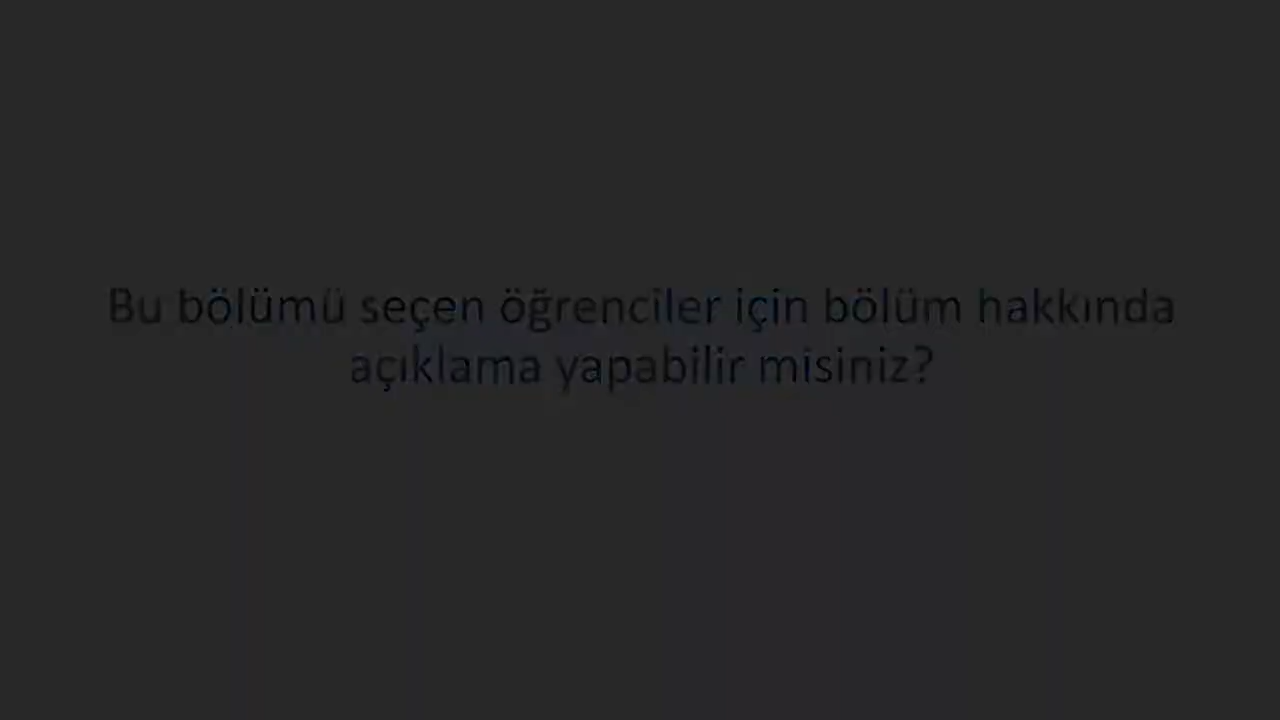 Bu bölümü seçen öğrenciler için bölüm hakkında
açıklama yapabilir misiniz?